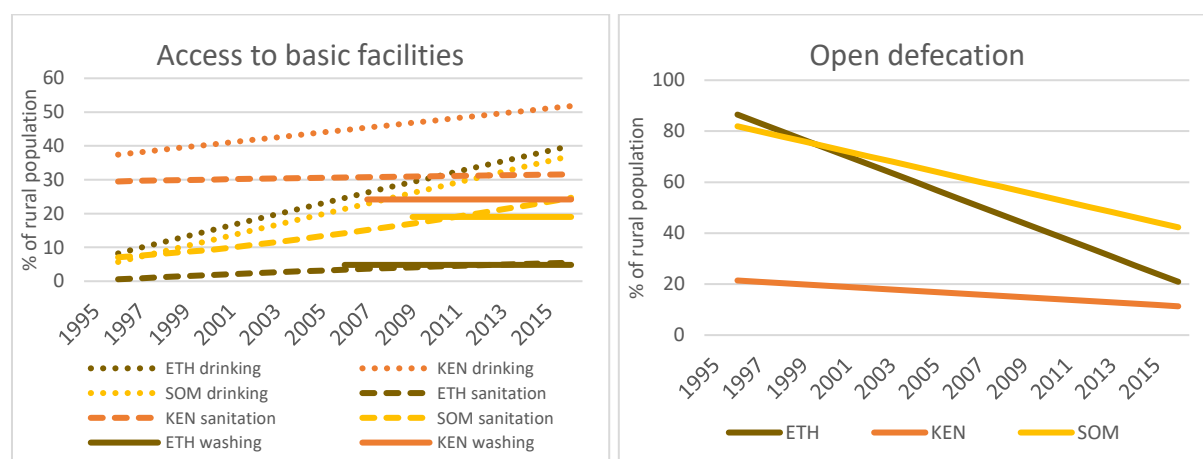 Access to basic facilities
% of rural population
60
50
40
30
20
10
0
1995 1997 1999 2001 2003 2005 2007 2009 2011 2013 2015
ETH drinking KEN drinking
SOM drinking ETH sanitation
KEN sanitation SOM sanitation
ETH washing KEN washing
Open defecation
% of rural population
100
80
60
40
20
0
1995 1997 1999 2001 2003 2005 2007 2009 2011 2013 2015
ETH KEN SOM